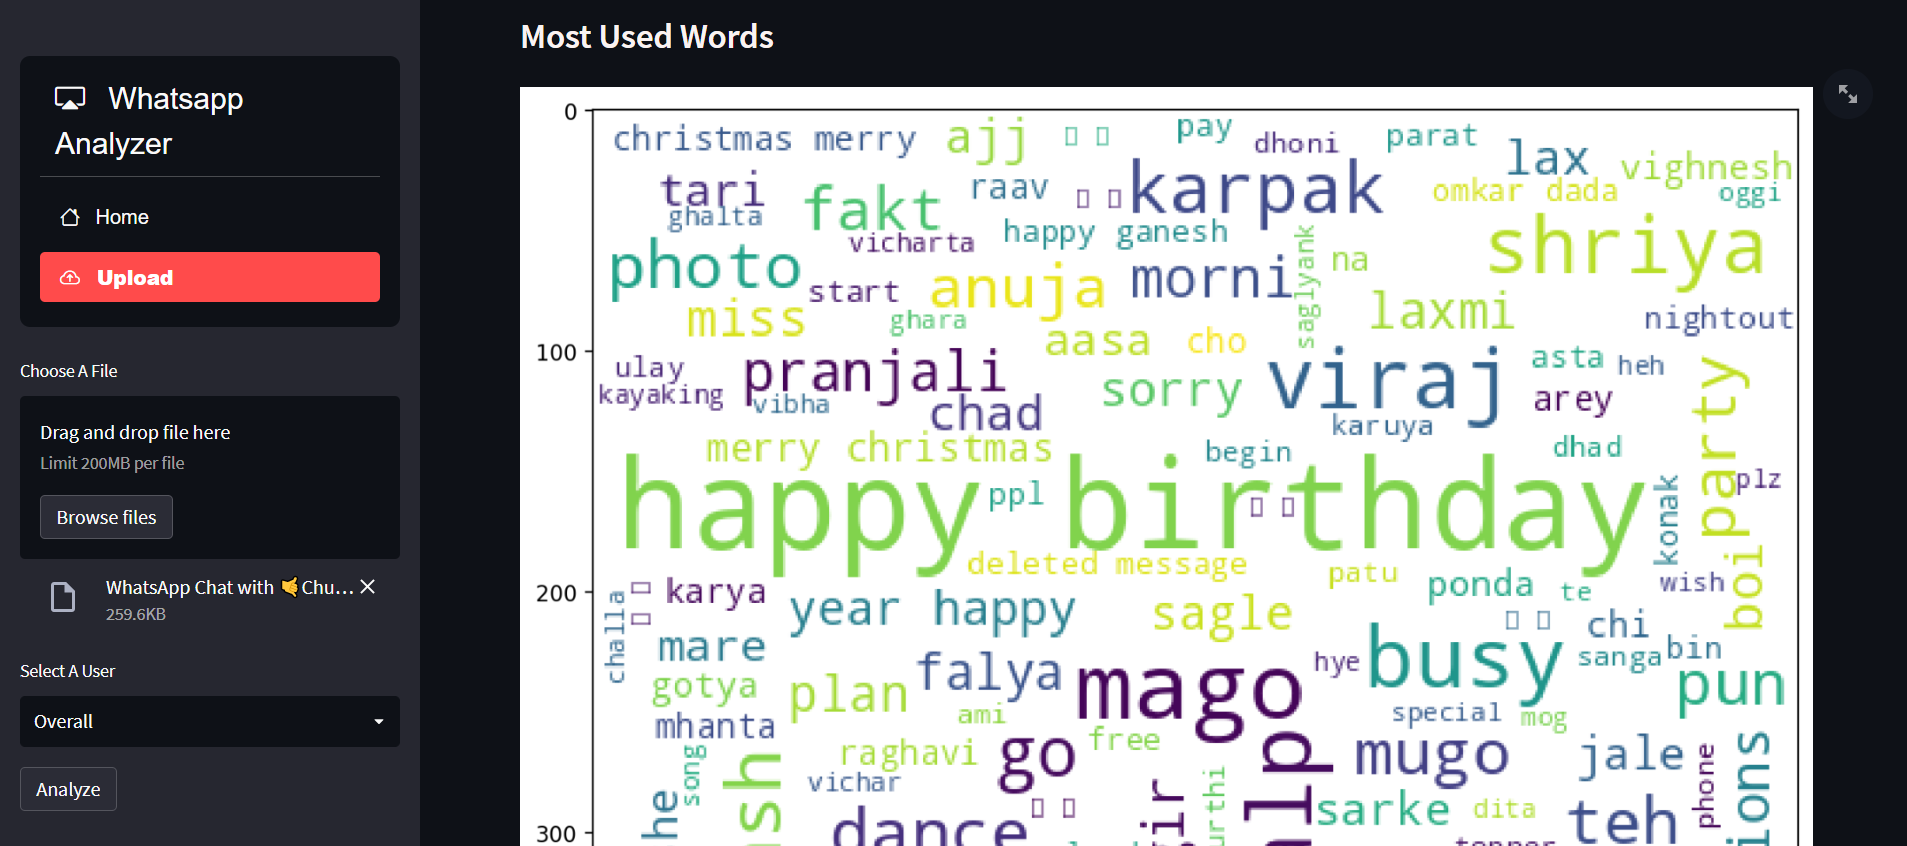 Whatsapp
Analyzer
Home
Upload
Choose A File
Drag and drop file here
Limit 200MB per file
Browse files
WhatsApp Chat with 🤙Chu...
259.6KB
Select A User
Overall
Analyze
Most Used Words
0
100
200
300
christmas merry
ajj
pay
dhoni
parat
lax
vighnesh
tari
ghalta
fakt
raav
karpak
omkar dada
oggi
vicharta
happy ganesh
shriya
photo
start
anuja
morni
saglyank
na
miss
ghara
aasa
cho
laxmi
nightout
ulay
kayaking
pranjali
vibha
chad
sorry
viraj
asta
heh
arey
karuya
party
merry christmas
begin
dhad
happy birthday
ppl
konak
plz
deleted message
patu
ponda
te
wish
boi
challa
karya
year happy
sagle
chi
mare
falya
mago
hye
busy
sanga
bin
gotya
plan
ami
special
mog
pun
mhanta
raghavi
go
free
mugo
jale
song
vichar
phone
he
dance
sarke
dita
teh